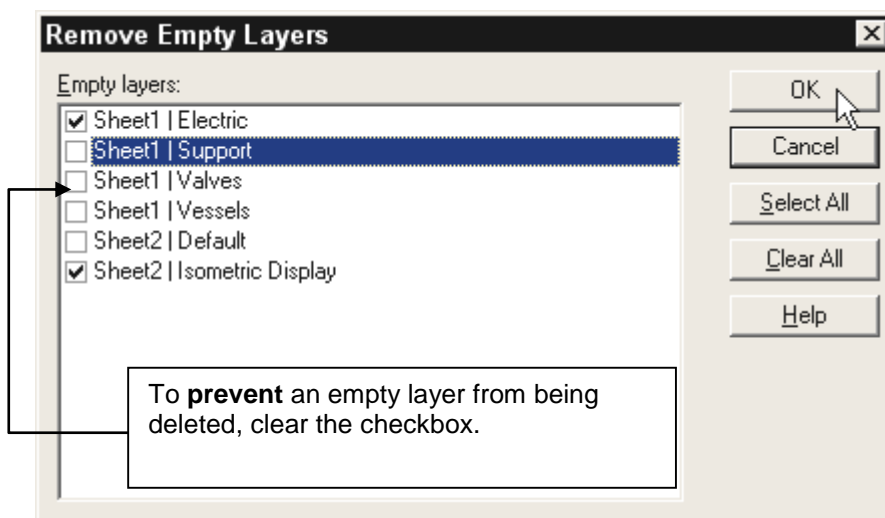 Remove Empty Layers
Empty layers:
Sheet1 | Electric
Sheet1 | Support
Sheet1 | Valves
Sheet1 | Vessels
Sheet2 | Default
Sheet2 | Isometric Display
OK
Cancel
Select All
Clear All
Help
To prevent an empty layer from being
deleted, clear the checkbox.